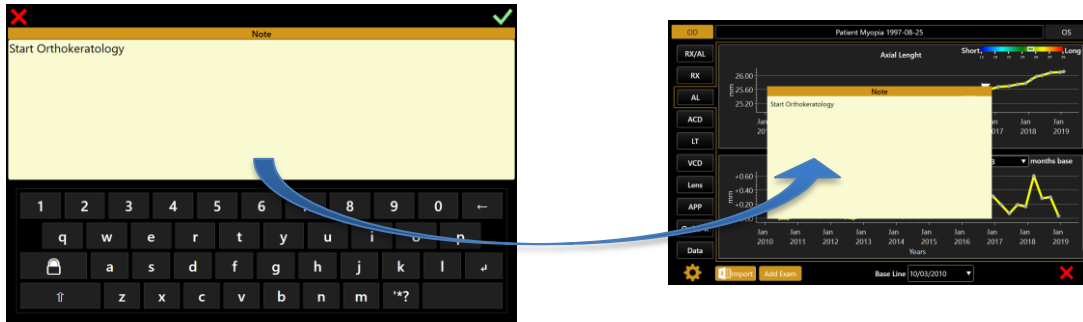 Note
Start Orthokeratology
1 2 3 4 5 6 8 9 0 ←
q w e r t y u i p
a s d f g h j k l ↲
⇧ z x c v b n m '*?
OD Patient Myopia 1997-08-25 OS
RX/AL
RX
AL
ACD
LT
VCD
Lens
APP
Data
Axial Lenght
Short Long
mm
26.00
25.60
25.20
Note
Start Orthokeratology
Jan
2018
Jan
2019
months base
mm
+0.60
+0.40
+0.20
Jan Jan Jan Jan Jan Jan Jan Jan Jan Jan
2010 2011 2012 2013 2014 2015 2016 2017 2018 2019
Years
Import Add Exam Base Line 10/03/2010